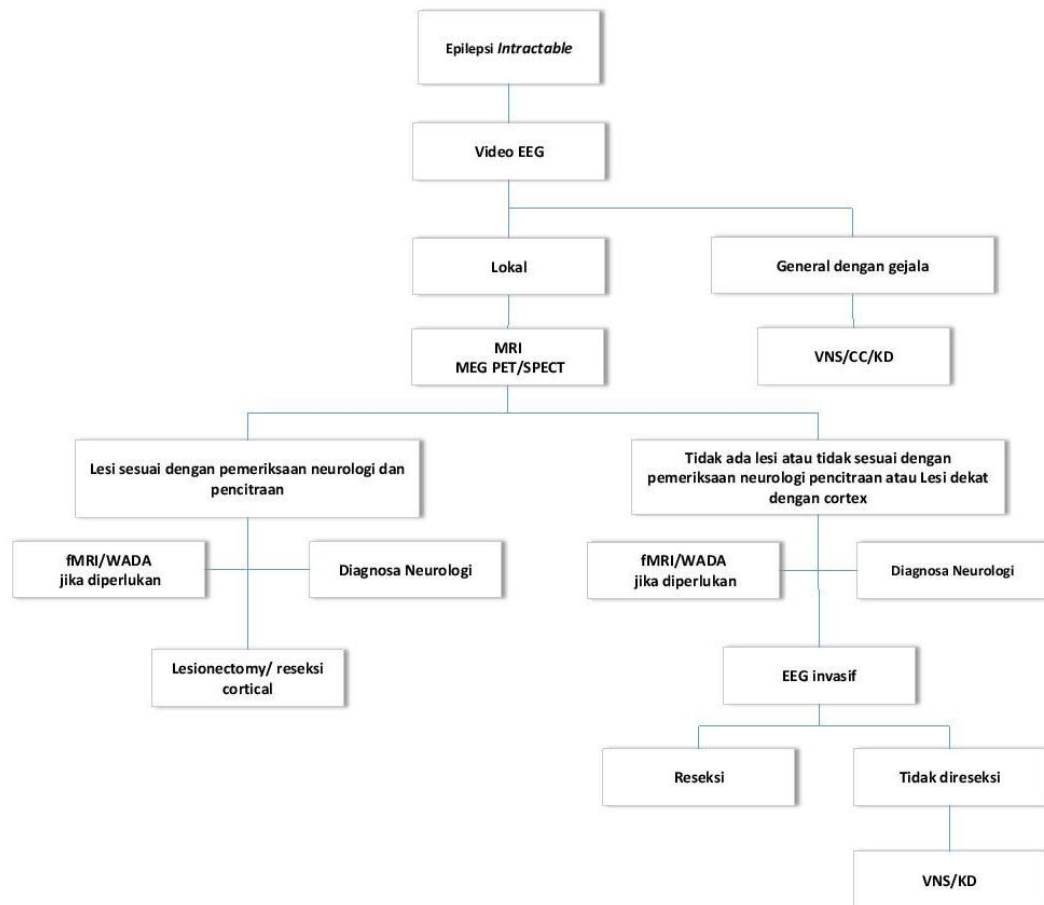 Epilepsi Intractable
Video EEG
Lokal
General dengan gejala
MRI
MEG PET/SPECT
VNS/CC/KD
Lesi sesuai dengan pemeriksaan neurologi dan
pencitraan
Tidak ada lesi atau tidak sesuai dengan
pemeriksaan neurologi pencitraan atau Lesi dekat
dengan cortex
fMRI/WADA
jika diperlukan
Diagnosa Neurologi
fMRI/WADA
jika diperlukan
Diagnosa Neurologi
Lesionectomy/ reseksi
cortical
EEG invasif
Reseksi
Tidak direseksi
VNS/KD